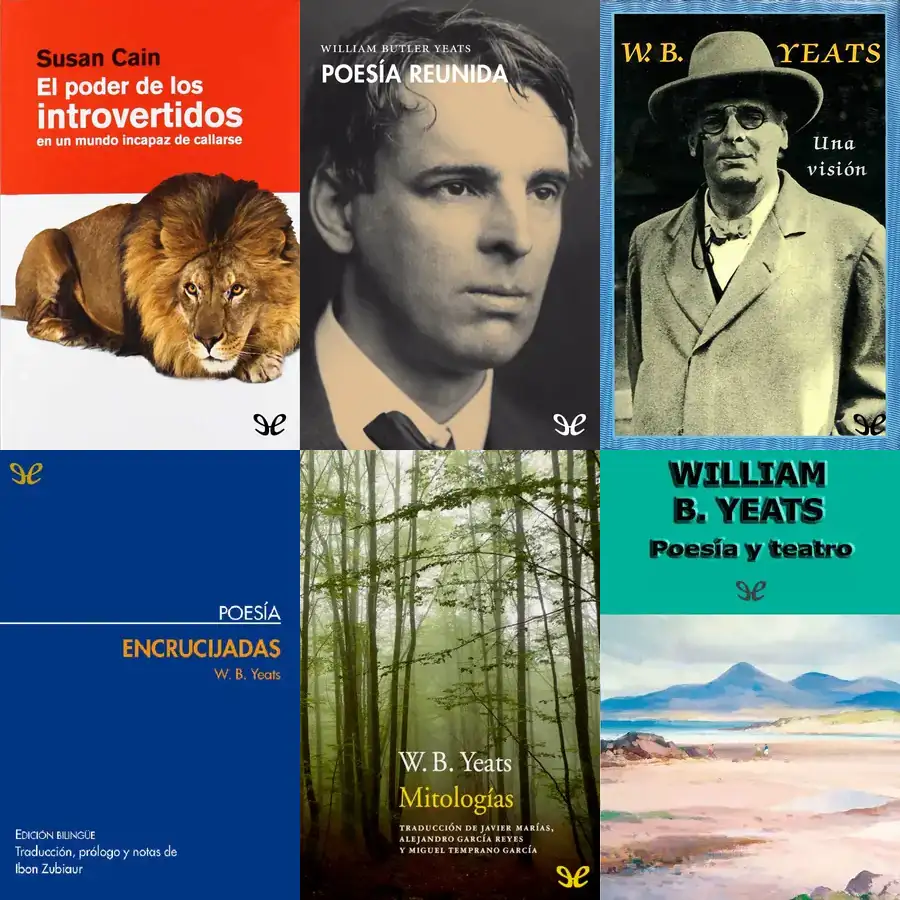 Susan Cain
El poder de los
introvertidos
en un mundo incapaz de callarse
WILLIAM BUTLER YEATS
POESÍA REUNIDA
W. B. YEATS
Una
visión
POESÍA
ENCRUCIJADAS
W. B. Yeats
EDICIÓN BILINGÜE
Traducción, prólogo y notas de
Ibon Zubiaur
W. B. Yeats
Mitologías
TRADUCCIÓN DE JAVIER MARÍAS,
ALEJANDRO GARCÍA REYES
Y MIGUEL TEMPRANO GARCÍA
WILLIAM
B. YEATS
Poesía y teatro